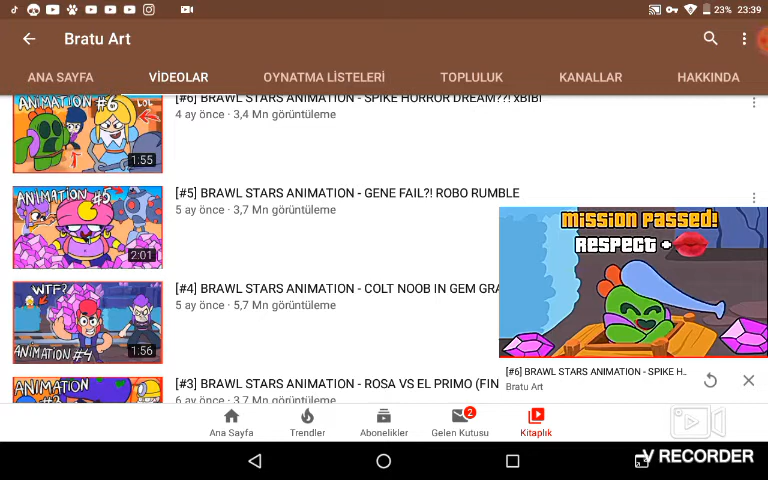 23% 23:39
Bratu Art
ANA SAYFA VİDEOLAR OYNATMA LİSTELERİ TOPLULUK KANALLAR HAKKINDA
ANIMATION #6 LOL
1:55
[#6] BRAWL STARS ANIMATION - SPIKE HORROR DREAM??! xBIBI
4 ay önce · 3,4 Mn görüntüleme
ANIMATION #5
2:01
[#5] BRAWL STARS ANIMATION - GENE FAIL?! ROBO RUMBLE
5 ay önce · 3,7 Mn görüntüleme
MISSION PASSED!
RESPECT +
WTF?
ANIMATION #4
1:56
[#4] BRAWL STARS ANIMATION - COLT NOOB IN GEM GRA
5 ay önce · 5,7 Mn görüntüleme
[#6] BRAWL STARS ANIMATION - SPIKE H..
Bratu Art
ANIMATION
[#3] BRAWL STARS ANIMATION - ROSA VS EL PRIMO (FIN
6 ay önce · 3,7 Mn görüntüleme
2
Ana Sayfa Trendler Abonelikler Gelen Kutusu Kitaplık
V RECORDER